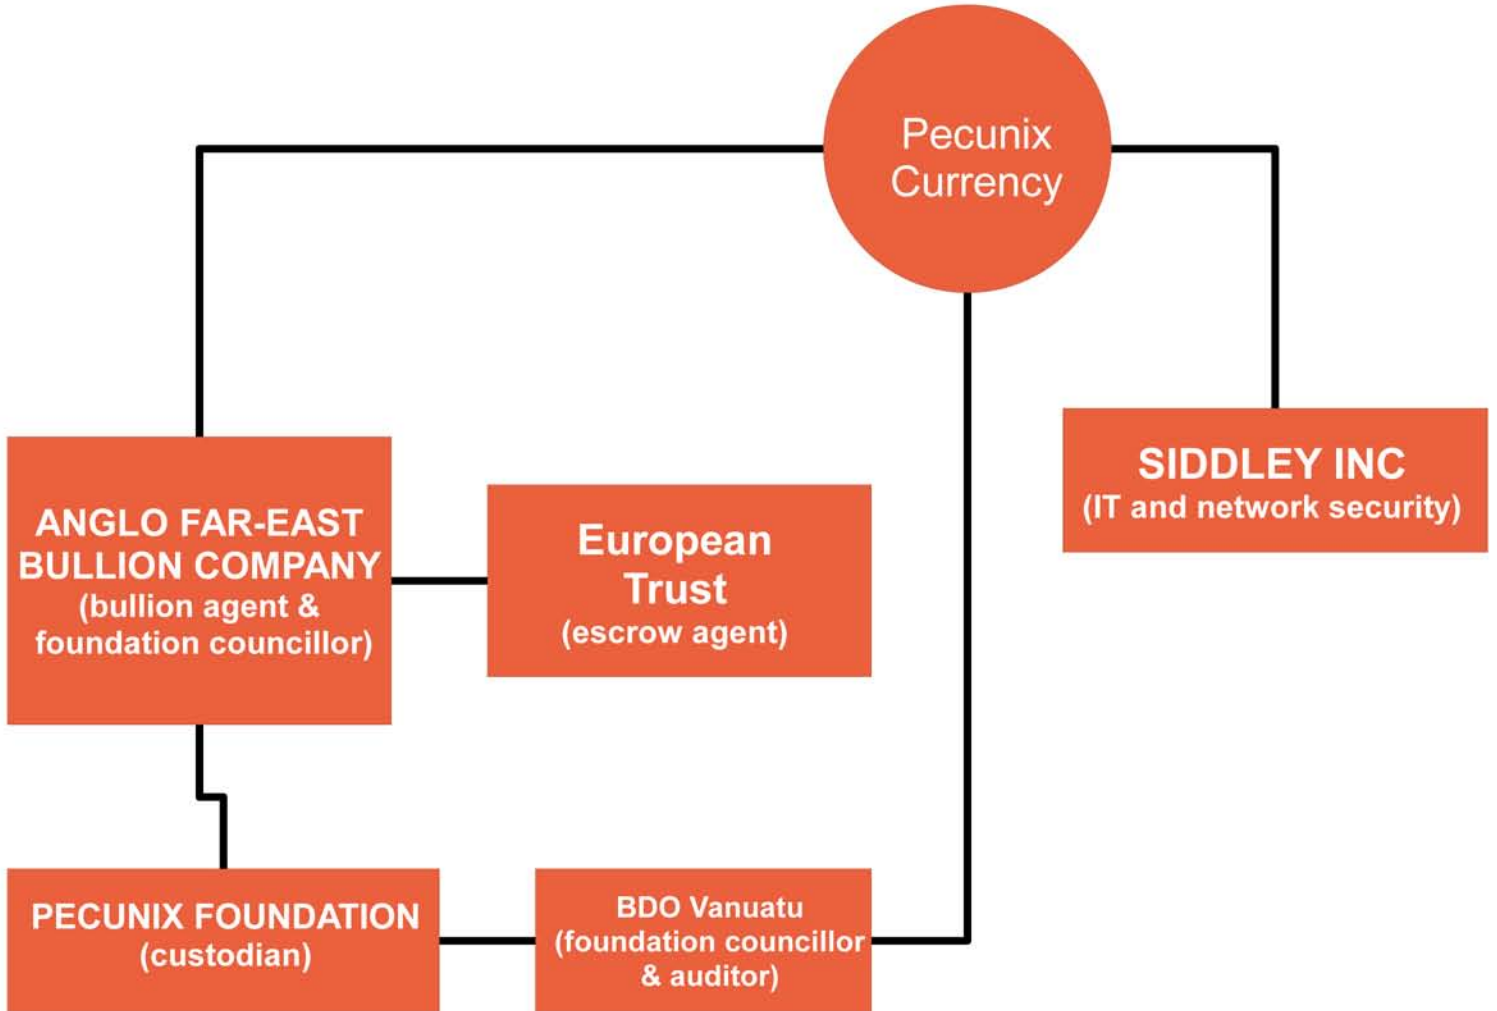 Pecunix
Currency
SIDDLEY INC
(IT and network security)
ANGLO FAR-EAST
BULLION COMPANY
(bullion agent &
foundation councillor)
European
Trust
(escrow agent)
PECUNIX FOUNDATION
(custodian)
BDO Vanuatu
(foundation councillor
& auditor)